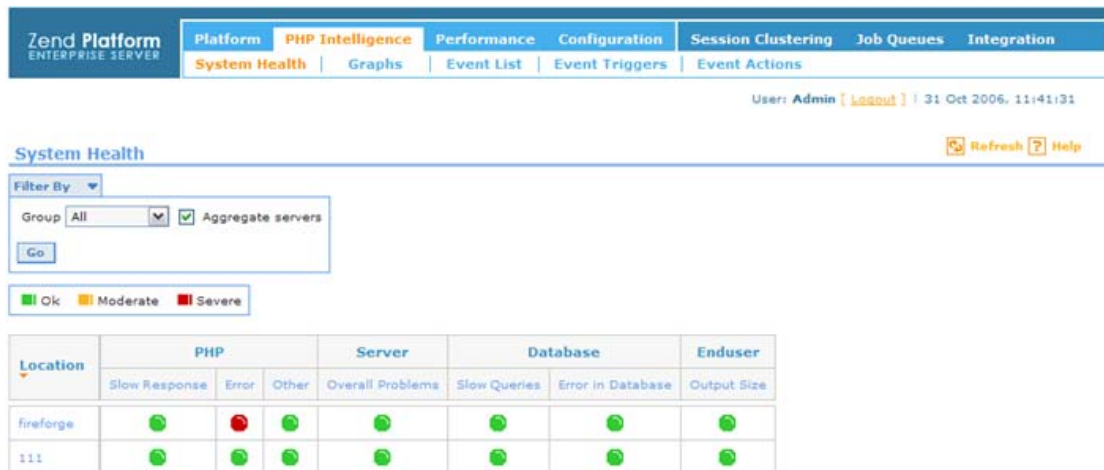 Zend Platform
ENTERPRISE SERVER
Platform PHP Intelligence Performance Configuration Session Clustering Job Queues Integration
System Health | Graphs | Event List | Event Triggers | Event Actions
User: Admin [ Logout ] | 31 Oct 2006, 11:41:31
System Health
Refresh ? Help
Filter By
Group All Aggregate servers
Go
Ok Moderate Severe
Location PHP Server Database Enduser
Slow Response Error Other Overall Problems Slow Queries Error in Database Output Size
fireforge
111